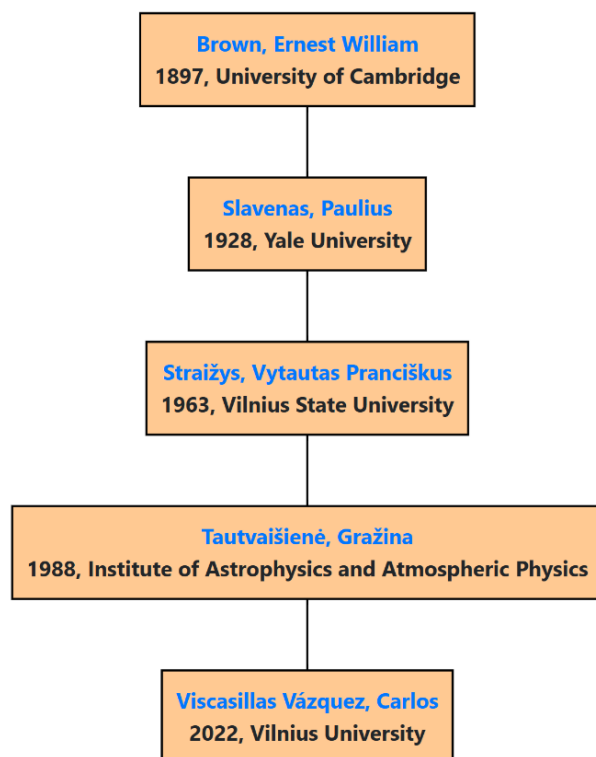 Brown, Ernest William
1897, University of Cambridge
Slavenas, Paulius
1928, Yale University
Straižys, Vytautas Pranciškus
1963, Vilnius State University
Tautvaišienė, Gražina
1988, Institute of Astrophysics and Atmospheric Physics
Viscasillas Vázquez, Carlos
2022, Vilnius University